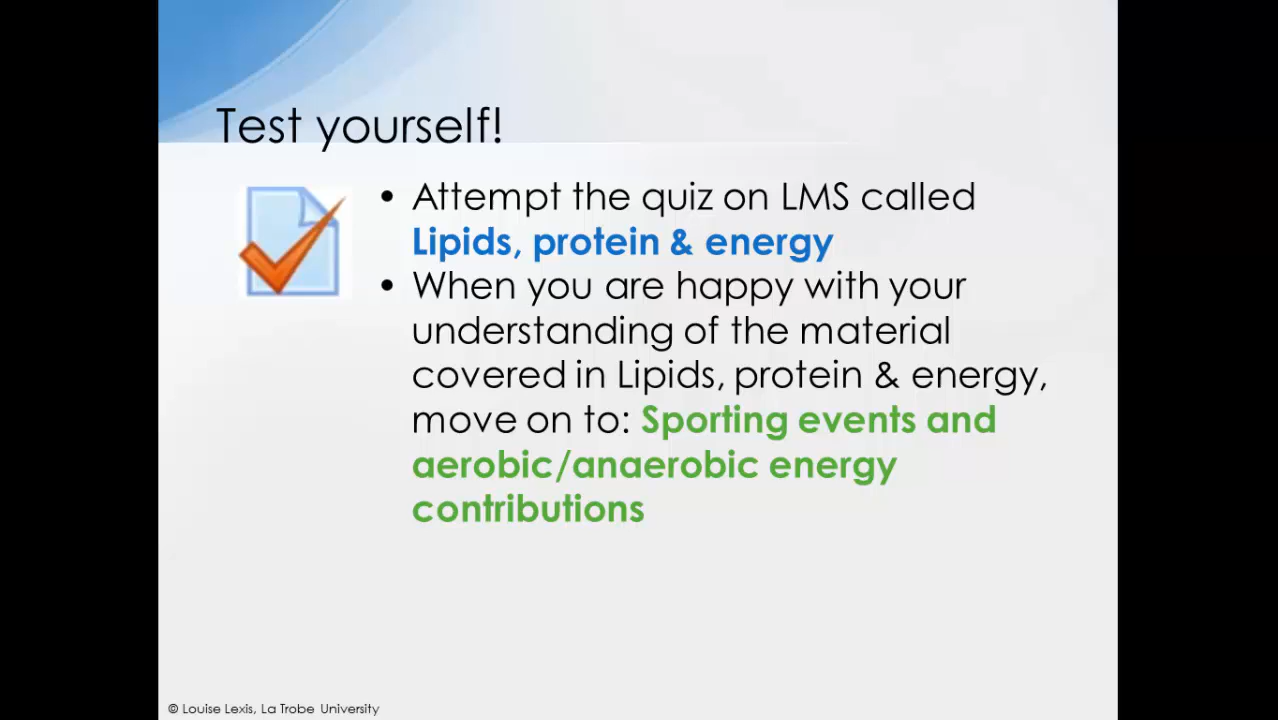 Test yourself!
• Attempt the quiz on LMS called
Lipids, protein & energy
• When you are happy with your
understanding of the material
covered in Lipids, protein & energy,
move on to: Sporting events and
aerobic/anaerobic energy
contributions
© Louise Lexis, La Trobe University